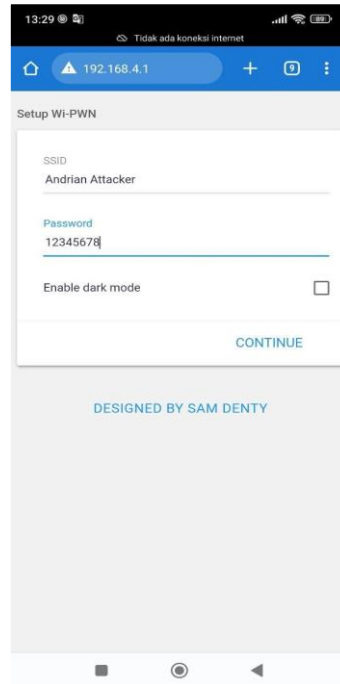 13:29
89
Tidak ada koneksi internet
192.168.4.1
9
Setup Wi-PWN
SSID
Andrian Attacker
Password
12345678
Enable dark mode
CONTINUE
DESIGNED BY SAM DENTY